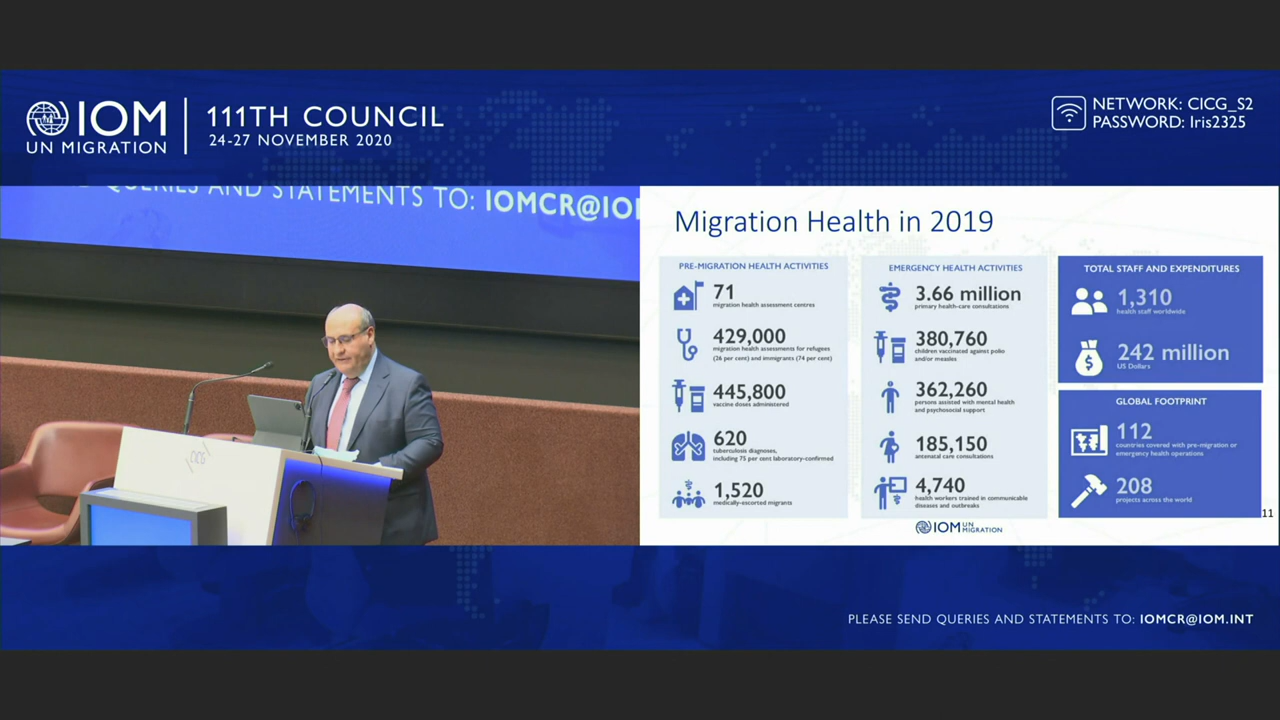 IOM
UN MIGRATION
111TH COUNCIL
24-27 NOVEMBER 2020
NETWORK: CICG_S2
PASSWORD: Iris2325
QUERIES AND STATEMENTS TO: IOMCR@IO
CICG
Migration Health in 2019
PRE-MIGRATION HEALTH ACTIVITIES
71
migration health assessment centres
429,000
migration health assessments for refugees
(26 per cent) and immigrants (74 per cent)
445,800
vaccine doses administered
620
tuberculosis diagnoses,
including 75 per cent laboratory-confirmed
1,520
medically-escorted migrants
EMERGENCY HEALTH ACTIVITIES
3.66 million
primary health-care consultations
380,760
children vaccinated against polio
and/or measles
362,260
persons assisted with mental health
and psychosocial support
185,150
antenatal care consultations
4,740
health workers trained in communicable
diseases and outbreaks
TOTAL STAFF AND EXPENDITURES
1,310
health staff worldwide
242 million
US Dollars
GLOBAL FOOTPRINT
112
countries covered with pre-migration or
emergency health operations
208
projects across the world
11
IOM UN MIGRATION
PLEASE SEND QUERIES AND STATEMENTS TO: IOMCR@IOM.INT